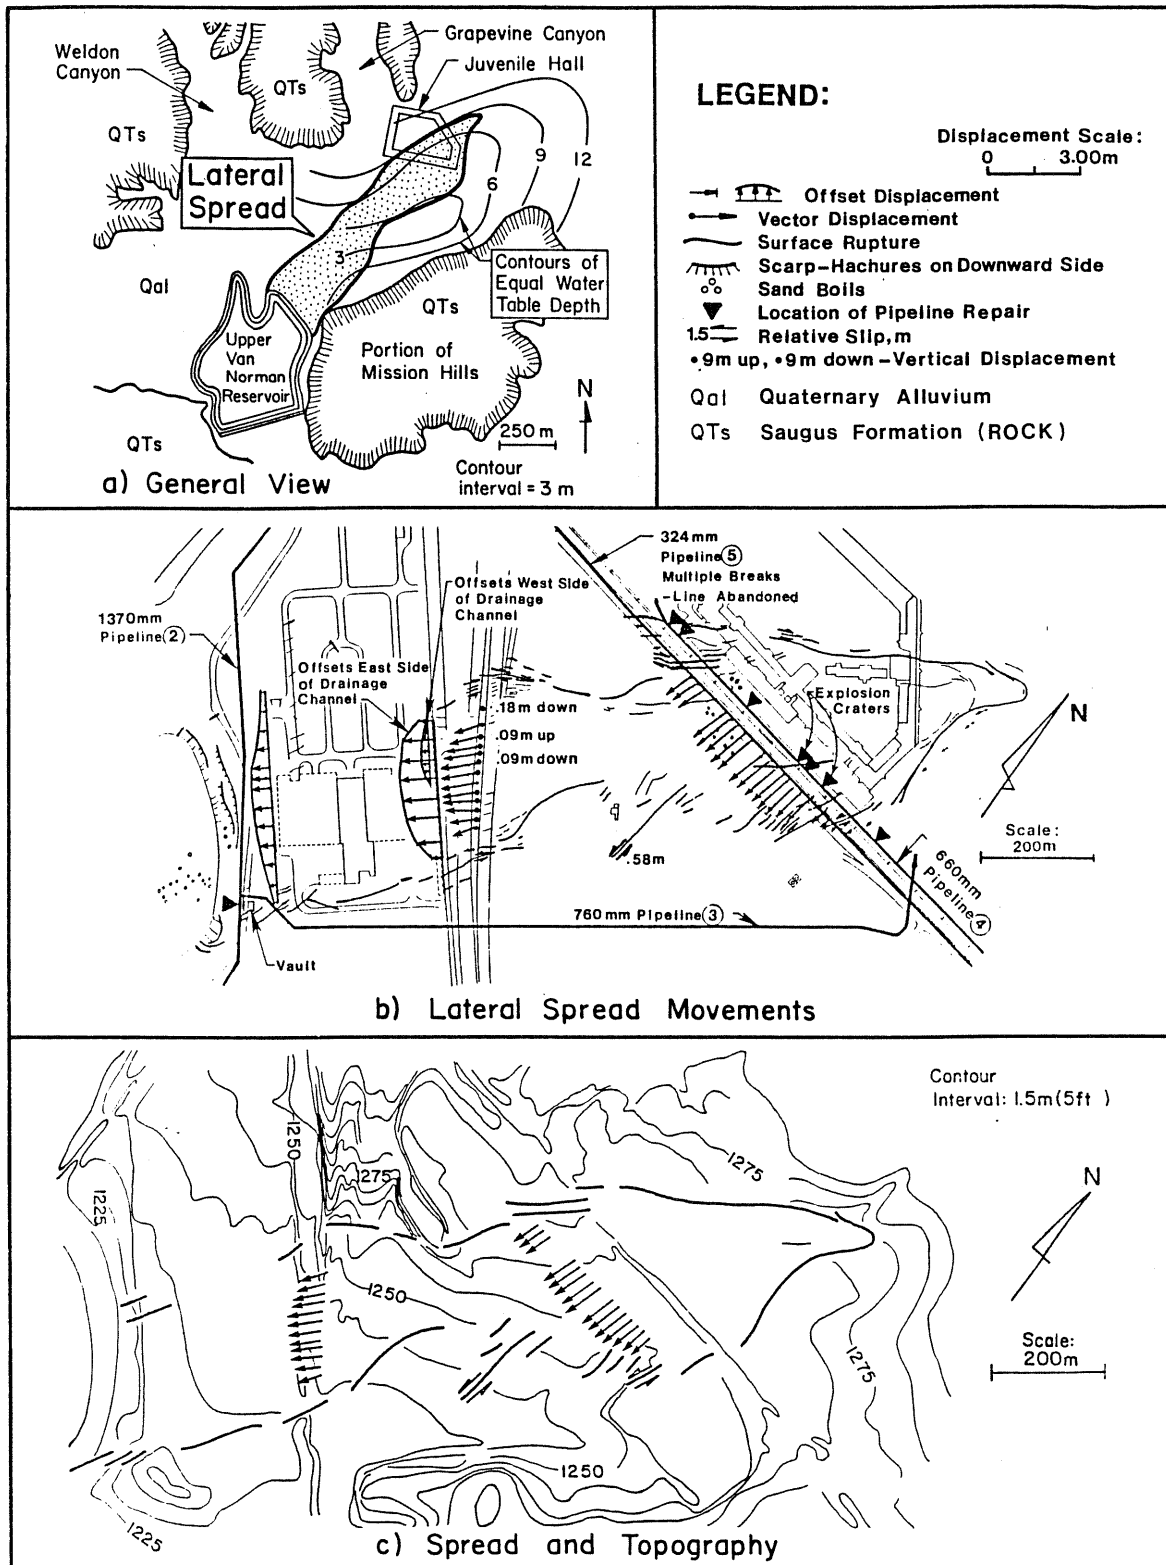 Weldon
Canyon
QTs
Grapevine Canyon
Juvenile Hall
QTs
9
12
6
Lateral
Spread
3
Contours of
Equal Water
Table Depth
Qal
QTs
Upper
Van
Norman
Reservoir
Portion of
Mission Hills
N
250 m
QTs
Contour
interval = 3 m
a) General View
LEGEND:
Displacement Scale:
0 3.00m
Offset Displacement
Vector Displacement
Surface Rupture
Scarp-Hachures on Downward Side
Sand Boils
Location of Pipeline Repair
1.5 Relative Slip, m
•9m up, •9m down – Vertical Displacement
Qal Quaternary Alluvium
QTs Saugus Formation (ROCK)
324mm
Pipeline (5)
Multiple Breaks
-Line Abandoned
Offsets West Side
of Drainage
Channel
1370mm
Pipeline (2)
Offsets East Side
of Drainage
Channel
.18m down
.09m up
.09m down
Explosion
Craters
N
Scale:
200m
.58m
660mm
Pipeline (4)
760mm Pipeline (3)
Vault
b) Lateral Spread Movements
Contour
Interval: 1.5m (5ft )
1250
1275
1275
1225
N
1250
Scale:
200m
1275
1250
1225
c) Spread and Topography